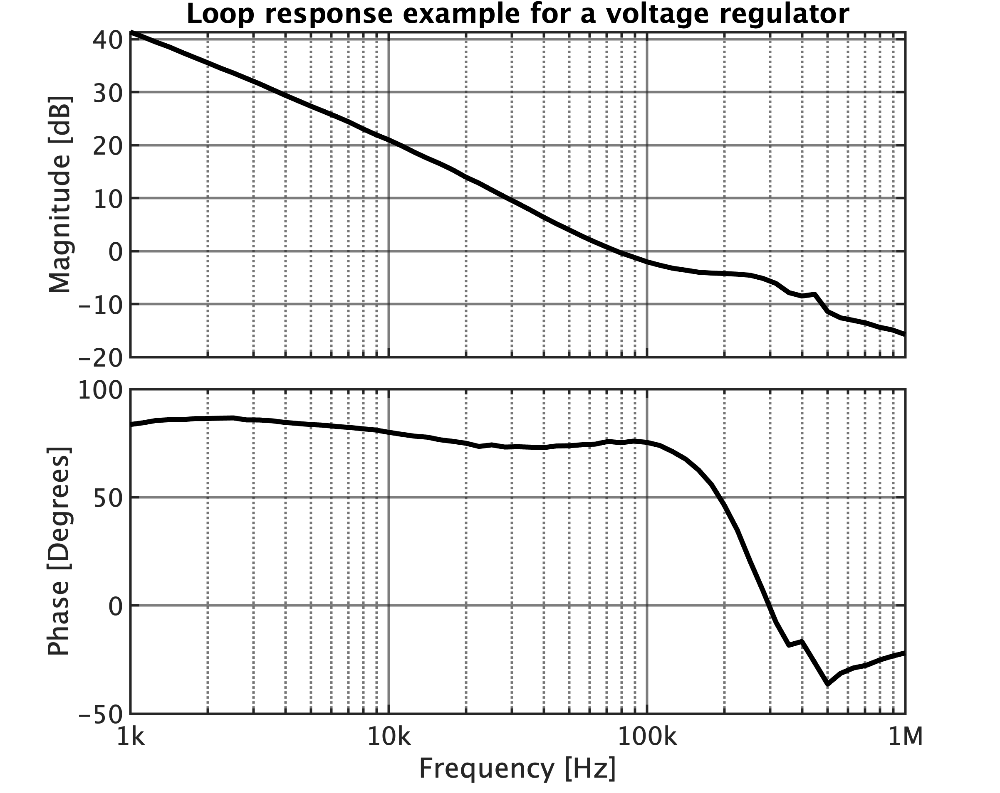 Loop response example for a voltage regulator
40
30
20
10
0
−10
−20
Magnitude [dB]
100
50
0
−50
Phase [Degrees]
1k 10k 100k 1M
Frequency [Hz]